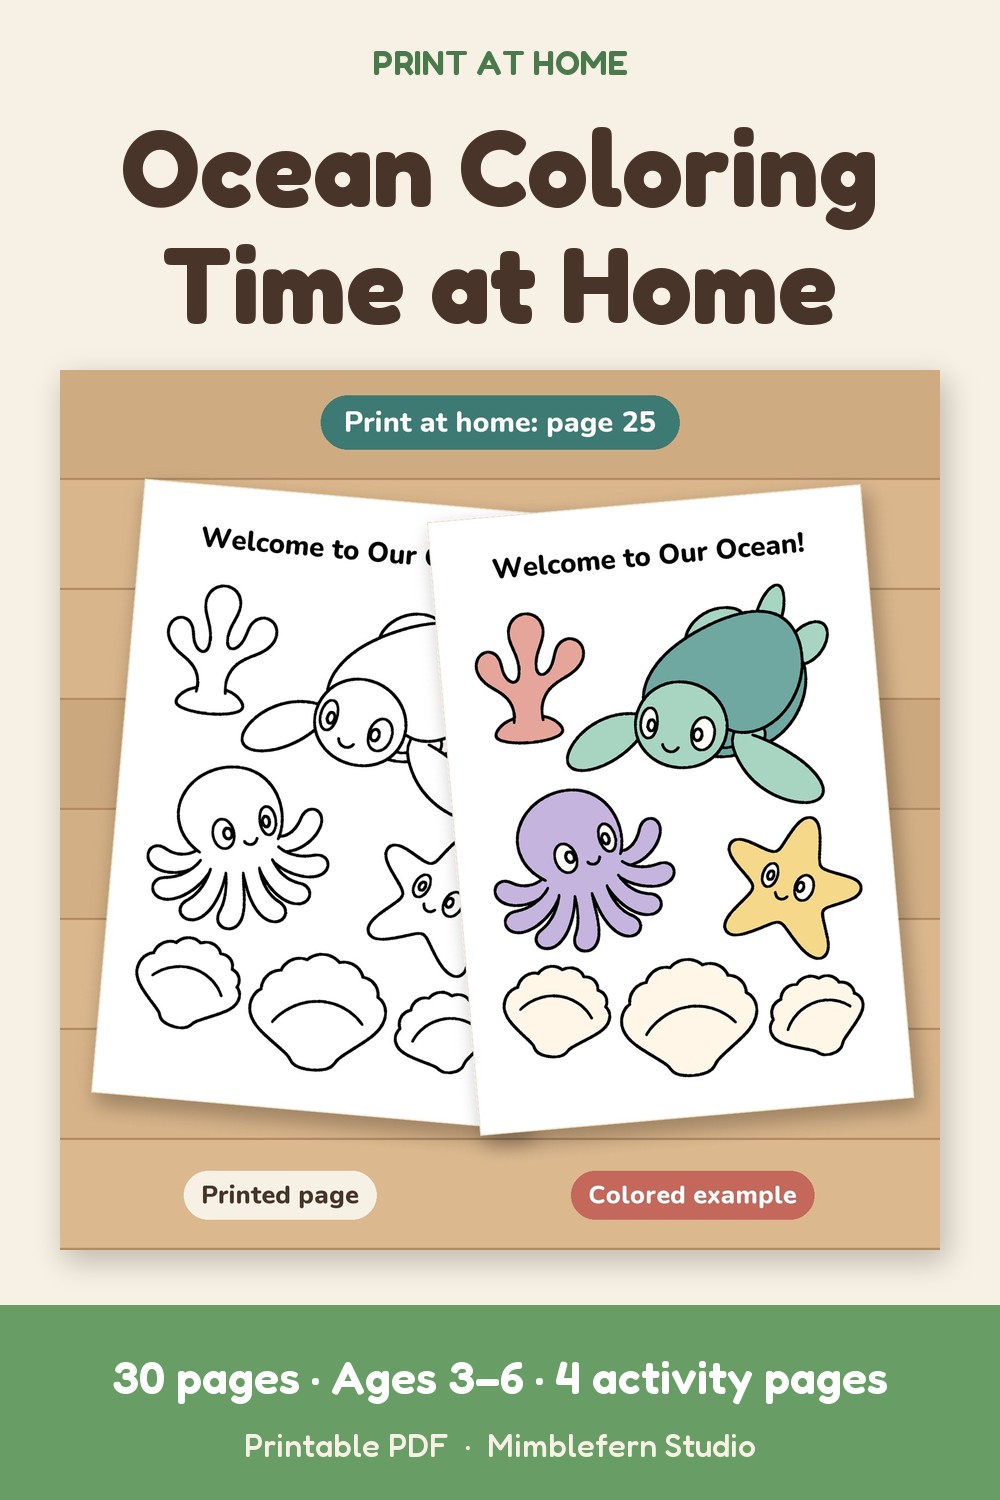 PRINT AT HOME
Ocean Coloring
Time at Home
Print at home: page 25
Welcome to Our
Welcome to Our Ocean!
Printed page
Colored example
30 pages · Ages 3–6 · 4 activity pages
Printable PDF · Mimblefern Studio